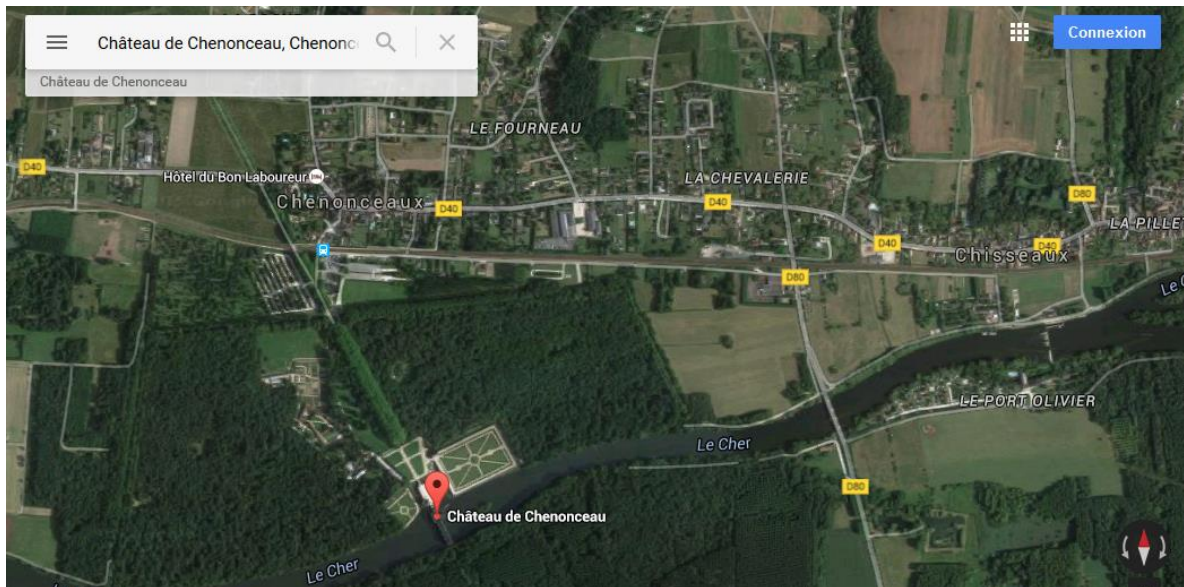 Château de Chenonceau, Chenonc
Connexion
Château de Chenonceau
LE FOURNEAU
D40
Hôtel du Bon Laboureur
LA CHEVALERIE
Chenonceaux
D40
D40
D80
LA PILLET
D40
D40
Chisseaux
D80
Le C
LE PORT OLIVIER
Le Cher
D80
Château de Chenonceau
Le Cher